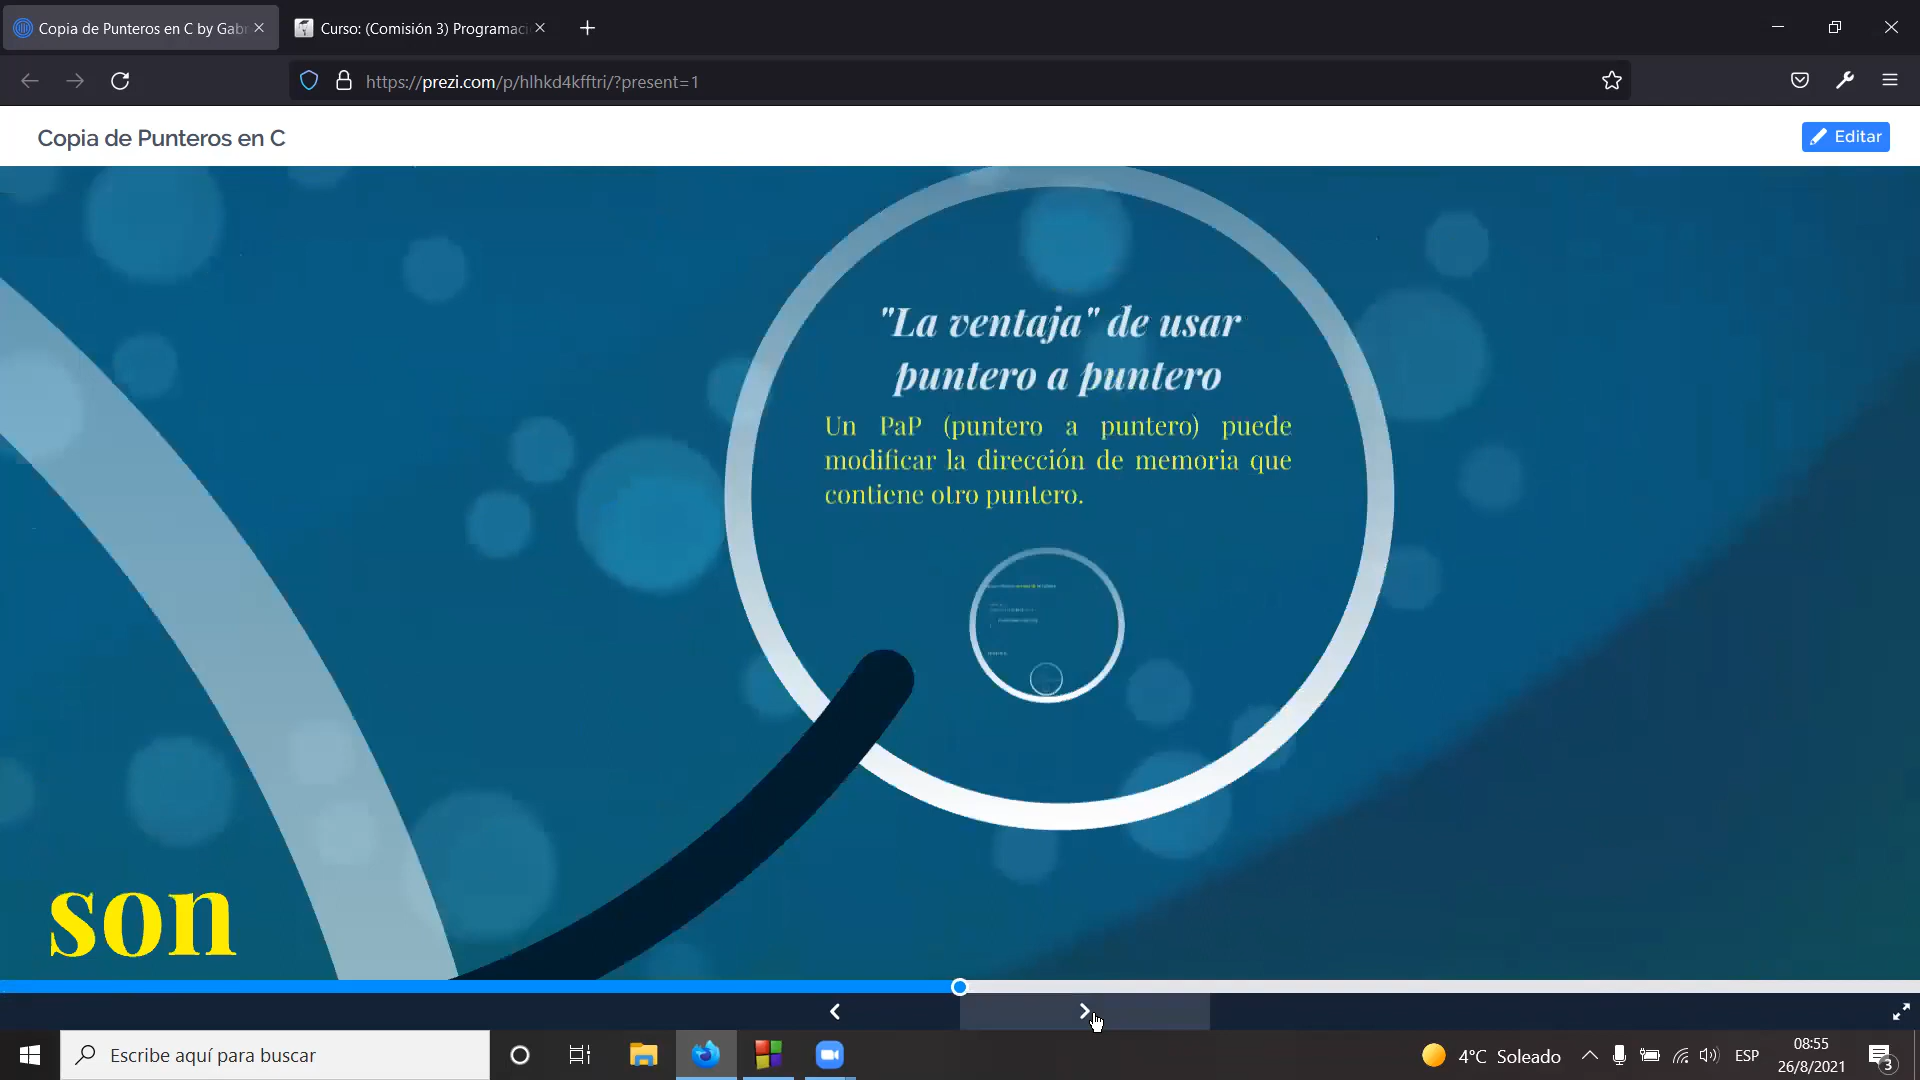 Copia de Punteros en C by Gab
Curso: (Comisión 3) Programaci
https://prezi.com/p/hlhkd4kfftri/?present=1
Copia de Punteros en C
Editar
"La ventaja" de usar
puntero a puntero
Un PaP (puntero a puntero) puede
modificar la dirección de memoria que
contiene otro puntero.
son
Escribe aquí para buscar
4°C Soleado
ESP
08:55
26/8/2021
3